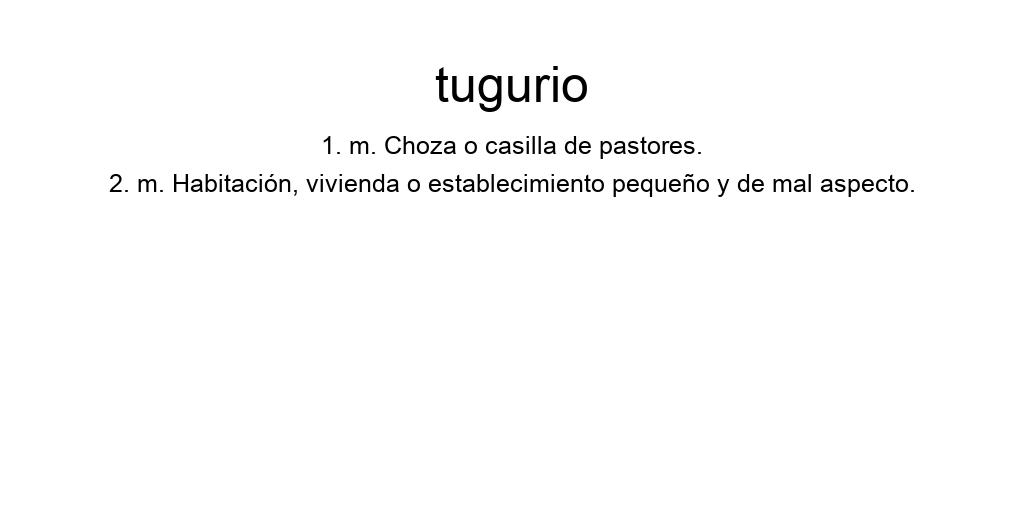 tugurio
1. m. Choza o casilla de pastores.
2. m. Habitación, vivienda o establecimiento pequeño y de mal aspecto.